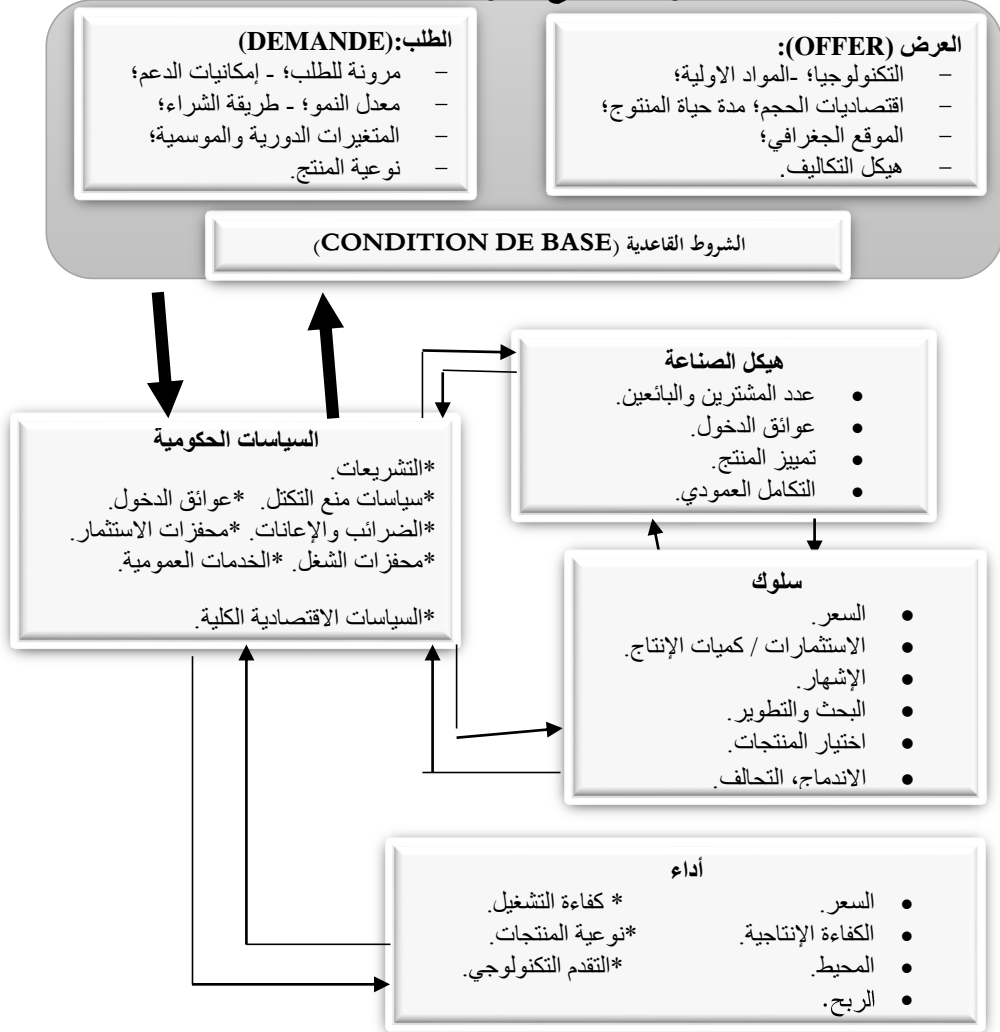 العرض (OFFER):
– التكنولوجيا؛ -المواد الاولية؛
– اقتصاديات الحجم؛ مدة حياة المنتوج؛
– الموقع الجغرافي؛
– هيكل التكاليف.
الطلب:(DEMANDE)
– مرونة للطلب؛ - إمكانيات الدعم؛
– معدل النمو؛ - طريقة الشراء؛
– المتغيرات الدورية والموسمية؛
– نوعية المنتج.
الشروط القاعدية (CONDITION DE BASE)
هيكل الصناعة
• عدد المشترين والبائعين.
• عوائق الدخول.
• تمييز المنتج.
• التكامل العمودي.
السياسات الحكومية
*التشريعات.
*سياسات منع التكتل. *عوائق الدخول.
*الضرائب والإعانات. *محفزات الاستثمار.
*محفزات الشغل. *الخدمات العمومية.
*السياسات الاقتصادية الكلية.
سلوك
• السعر.
• الاستثمارات / كميات الإنتاج.
• الإشهار.
• البحث والتطوير.
• اختيار المنتجات.
• الاندماج، التحالف.
أداء
• السعر. * كفاءة التشغيل.
• الكفاءة الإنتاجية. *نوعية المنتجات.
• المحيط. *التقدم التكنولوجي.
• الربح.